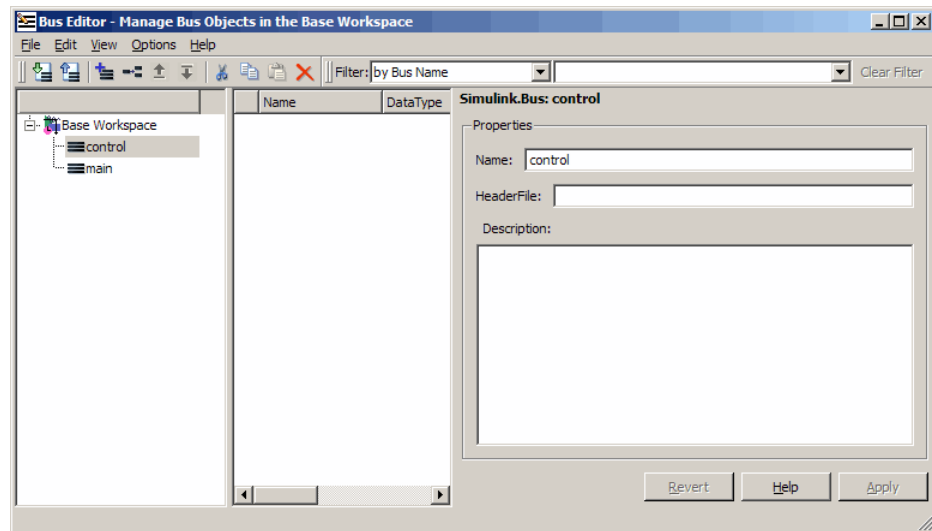 Bus Editor - Manage Bus Objects in the Base Workspace
File Edit View Options Help
Filter: by Bus Name Clear Filter
Name DataType
Simulink.Bus: control
Base Workspace
control
main
Properties
Name: control
HeaderFile:
Description:
Revert Help Apply